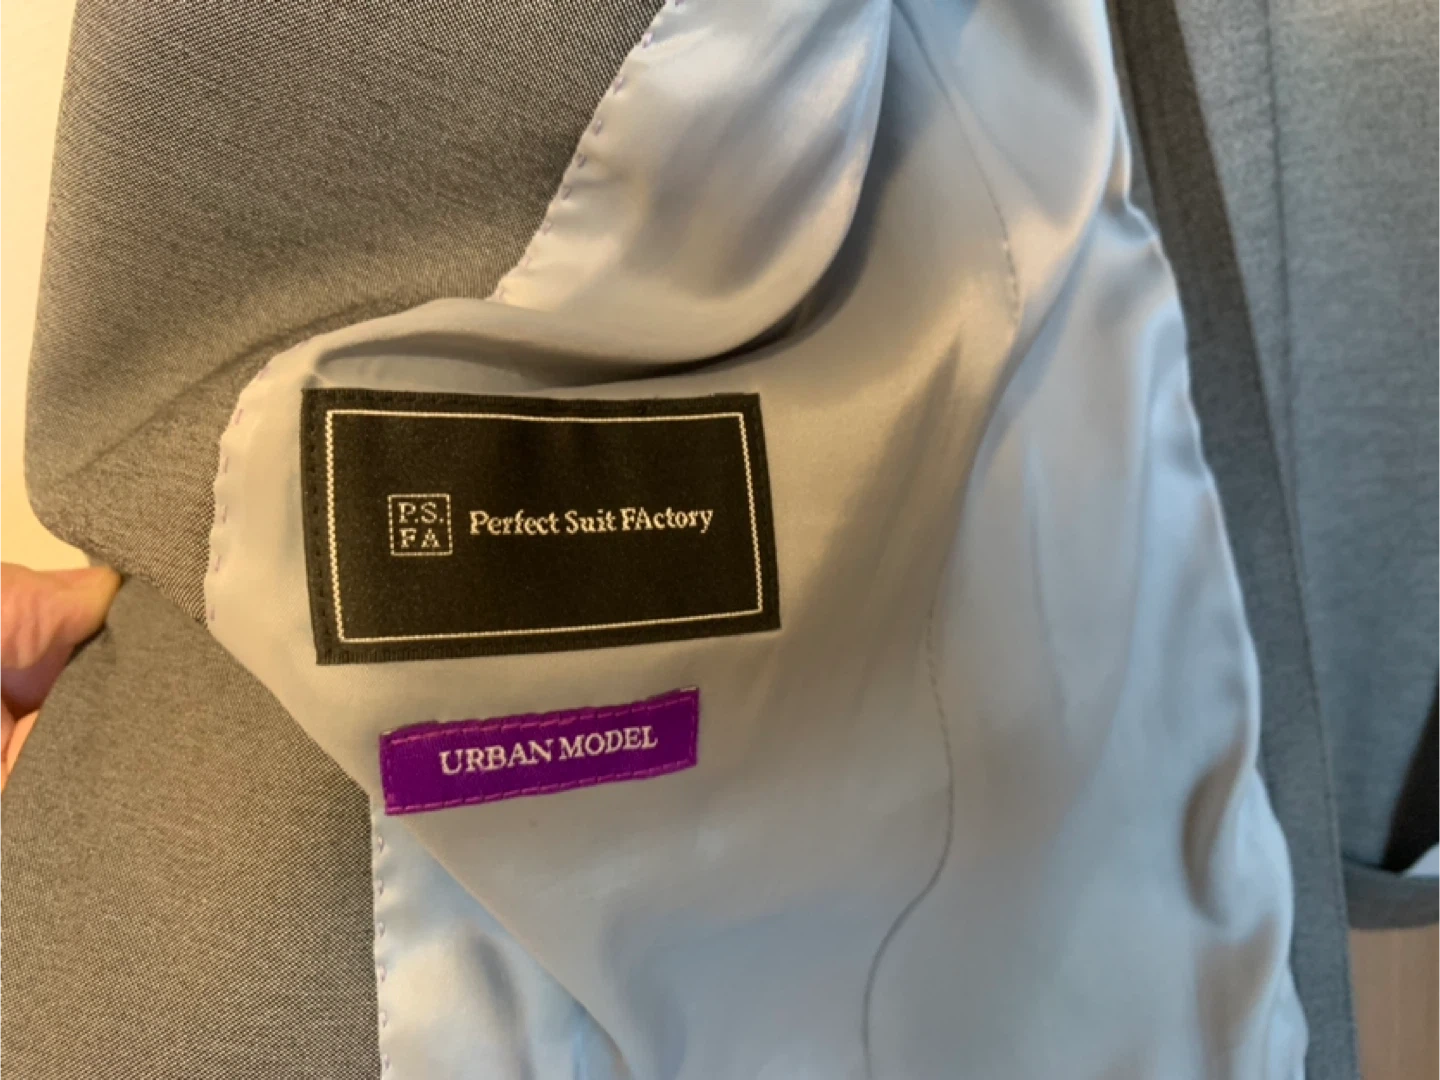 P.S.
FA
Perfect Suit FActory
URBAN MODEL